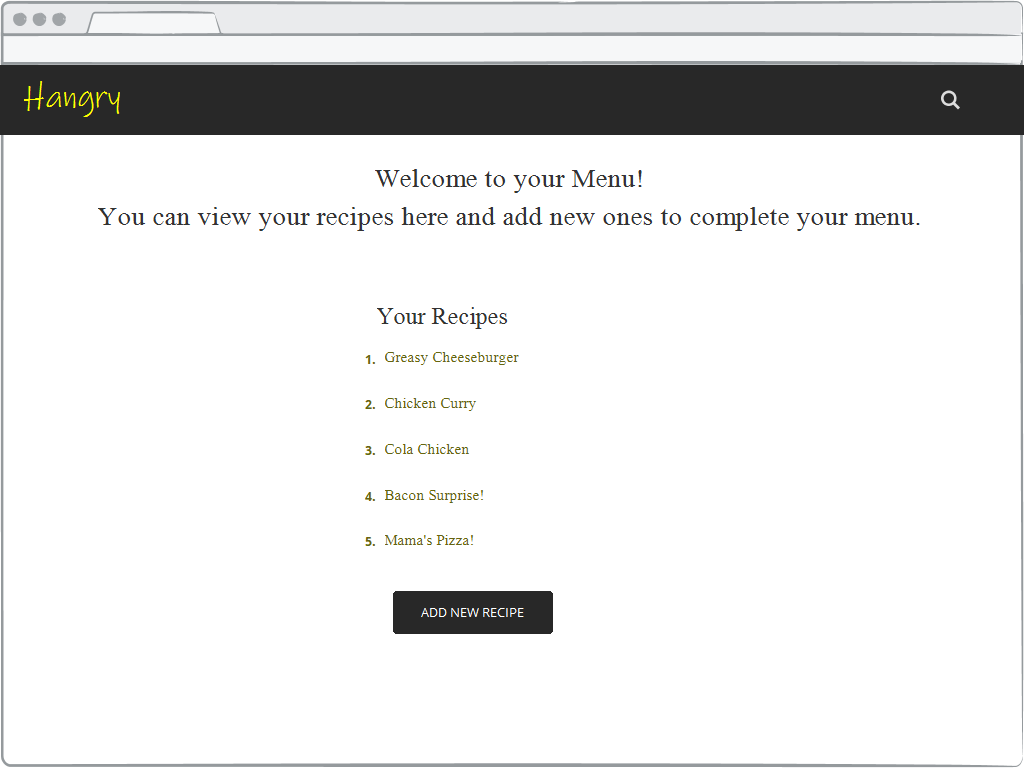 Hangry
Welcome to your Menu!
You can view your recipes here and add new ones to complete your menu.
Your Recipes
1. Greasy Cheeseburger
2. Chicken Curry
3. Cola Chicken
4. Bacon Surprise!
5. Mama's Pizza!
ADD NEW RECIPE